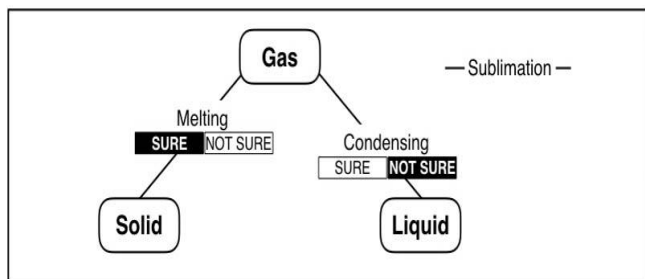 Gas
— Sublimation —
Melting
SURE NOT SURE
Condensing
SURE NOT SURE
Solid
Liquid